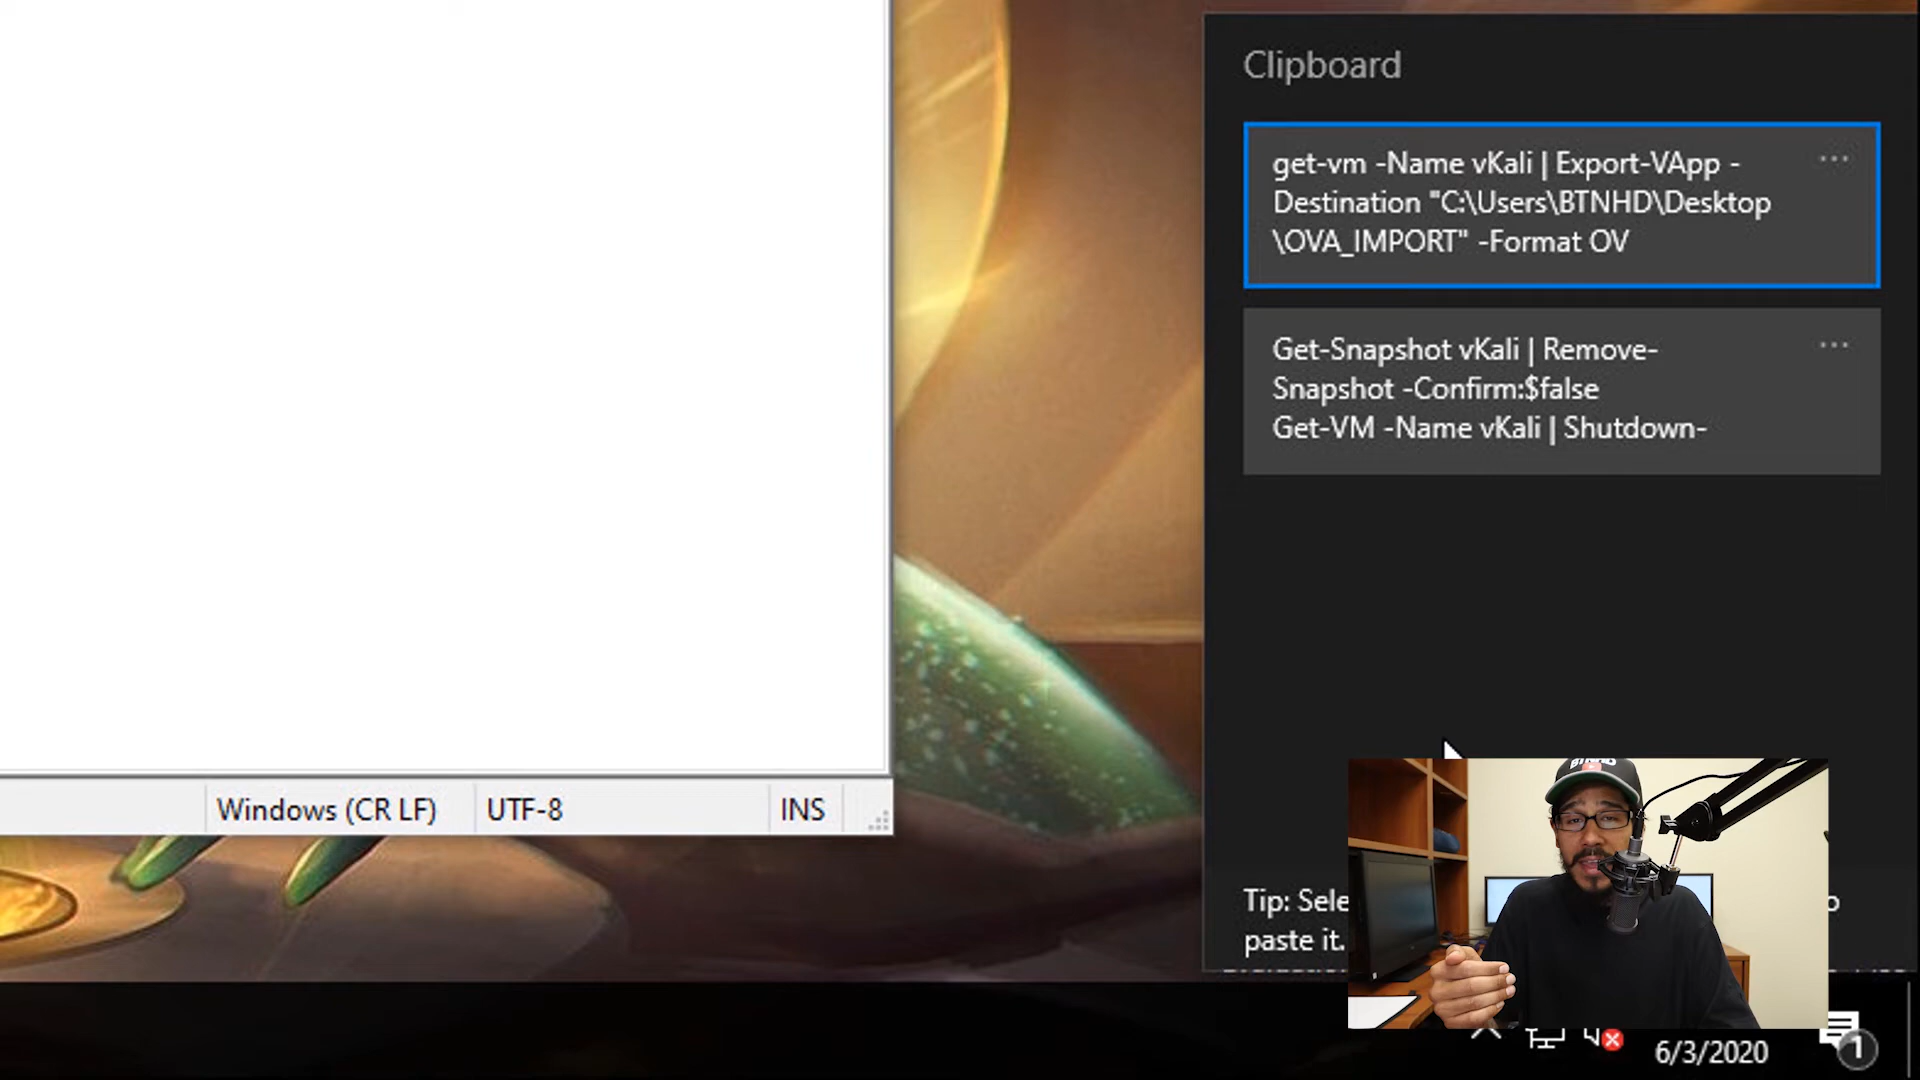 Clipboard
get-vm -Name vKali | Export-VApp -
Destination "C:\Users\BTNHD\Desktop
\OVA_IMPORT" -Format OV
Get-Snapshot vKali | Remove-
Snapshot -Confirm:$false
Get-VM -Name vKali | Shutdown-
Windows (CR LF)
UTF-8
INS
Tip: Sele
paste it.
6/3/2020
1